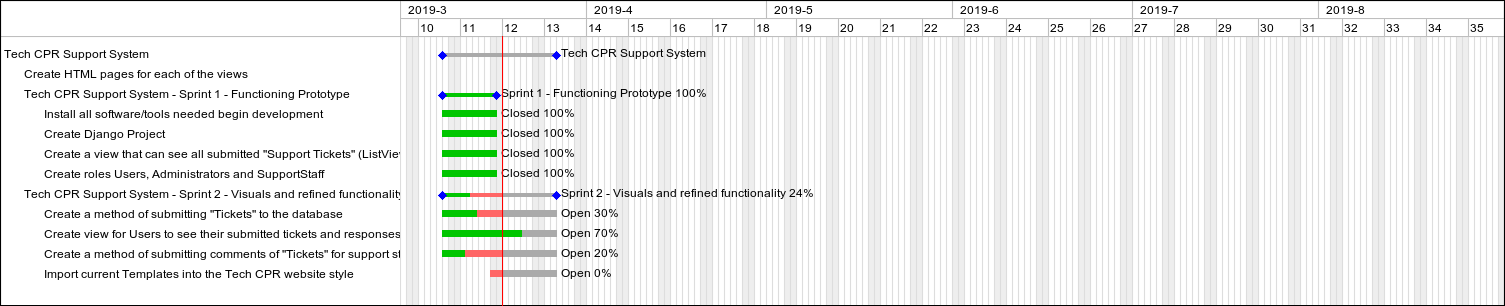 2019-3 2019-4 2019-5 2019-6 2019-7 2019-8
10 11 12 13 14 15 16 17 18 19 20 21 22 23 24 25 26 27 28 29 30 31 32 33 34 35
Tech CPR Support System Tech CPR Support System
Create HTML pages for each of the views
Tech CPR Support System - Sprint 1 - Functioning Prototype Sprint 1 - Functioning Prototype 100%
Install all software/tools needed begin development Closed 100%
Create Django Project Closed 100%
Create a view that can see all submitted "Support Tickets" (ListView Closed 100%
Create roles Users, Administrators and SupportStaff Closed 100%
Tech CPR Support System - Sprint 2 - Visuals and refined functionality Sprint 2 - Visuals and refined functionality 24%
Create a method of submitting "Tickets" to the database Open 30%
Create view for Users to see their submitted tickets and responses Open 70%
Create a method of submitting comments of "Tickets" for support st Open 20%
Import current Templates into the Tech CPR website style Open 0%